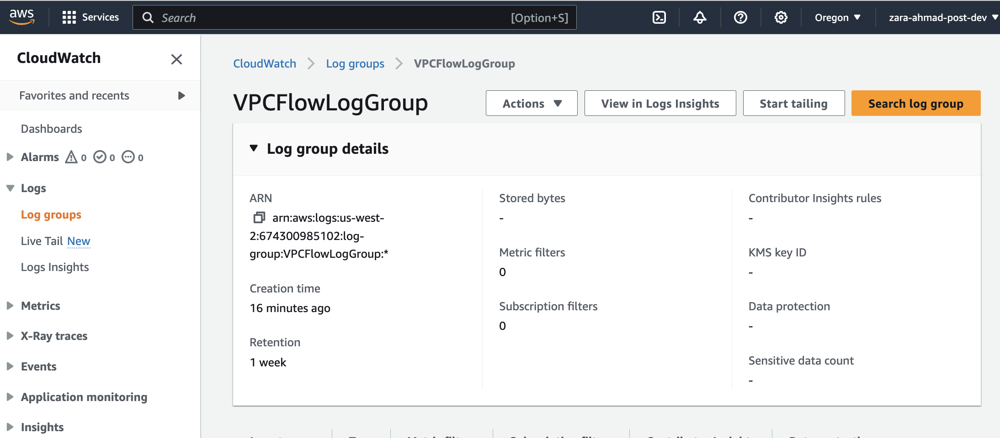 aws
Services
Search
[Option+S]
Oregon
zara-ahmad-post-dev
CloudWatch
Favorites and recents
Dashboards
Alarms 0 0 0
Logs
Log groups
Live Tail New
Logs Insights
Metrics
X-Ray traces
Events
Application monitoring
Insights
CloudWatch
Log groups
VPCFlowLogGroup
VPCFlowLogGroup
Actions
View in Logs Insights
Start tailing
Search log group
Log group details
ARN
arn:aws:logs:us-west-
2:674300985102:log-
group:VPCFlowLogGroup:*
Creation time
16 minutes ago
Retention
1 week
Stored bytes
-
Metric filters
0
Subscription filters
0
Contributor Insights rules
-
KMS key ID
-
Data protection
-
Sensitive data count
-